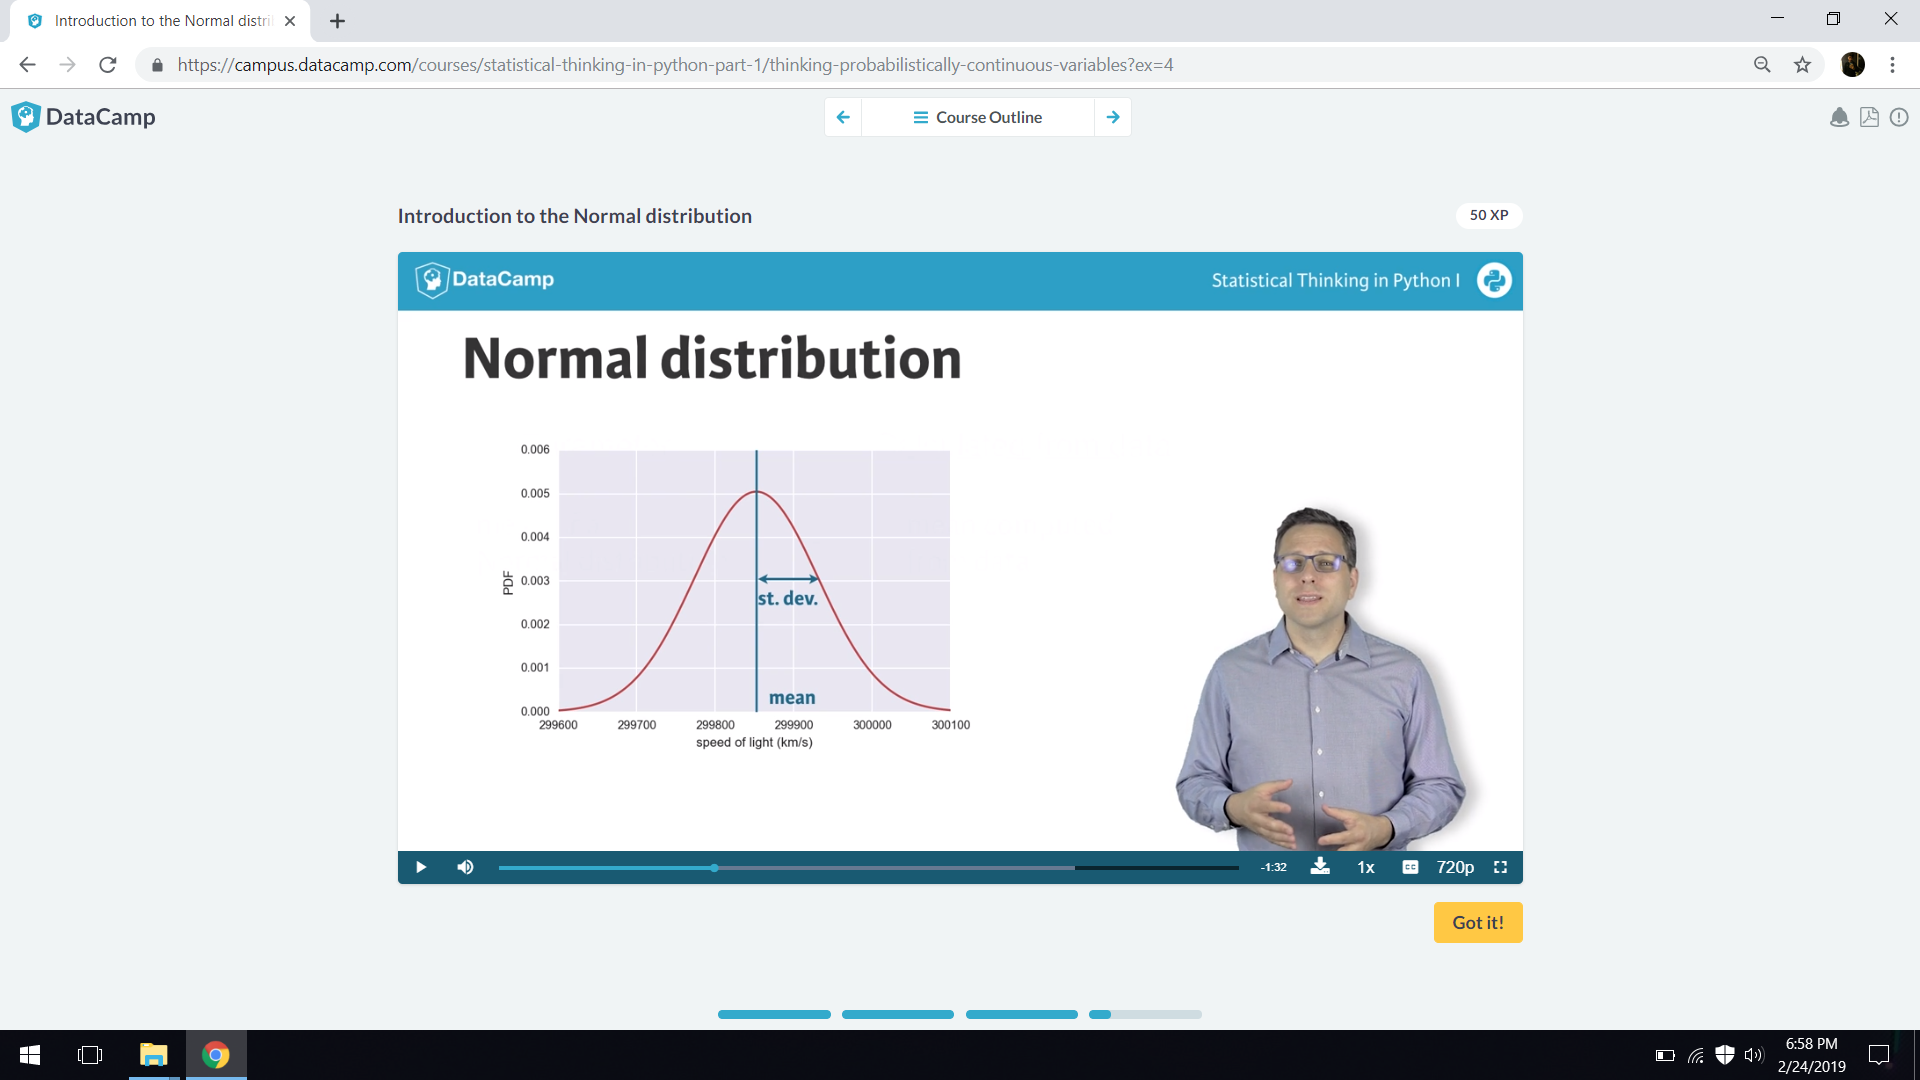 Introduction to the Normal distri
https://campus.datacamp.com/courses/statistical-thinking-in-python-part-1/thinking-probabilistically-continuous-variables?ex=4
DataCamp
Course Outline
Introduction to the Normal distribution
50 XP
DataCamp
Statistical Thinking in Python I
Normal distribution
0.006
0.005
0.004
0.003
0.002
0.001
0.000
PDF
st. dev.
mean
299600 299700 299800 299900 300000 300100
speed of light (km/s)
-1:32
1x
CC
720p
Got it!
6:58 PM
2/24/2019